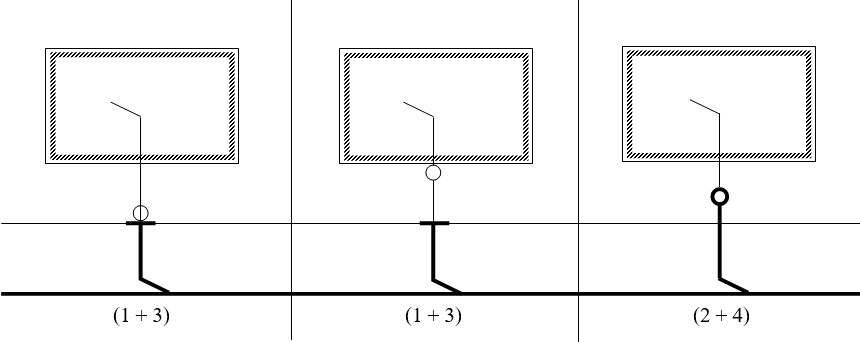 (1 + 3)
(1 + 3)
(2 + 4)